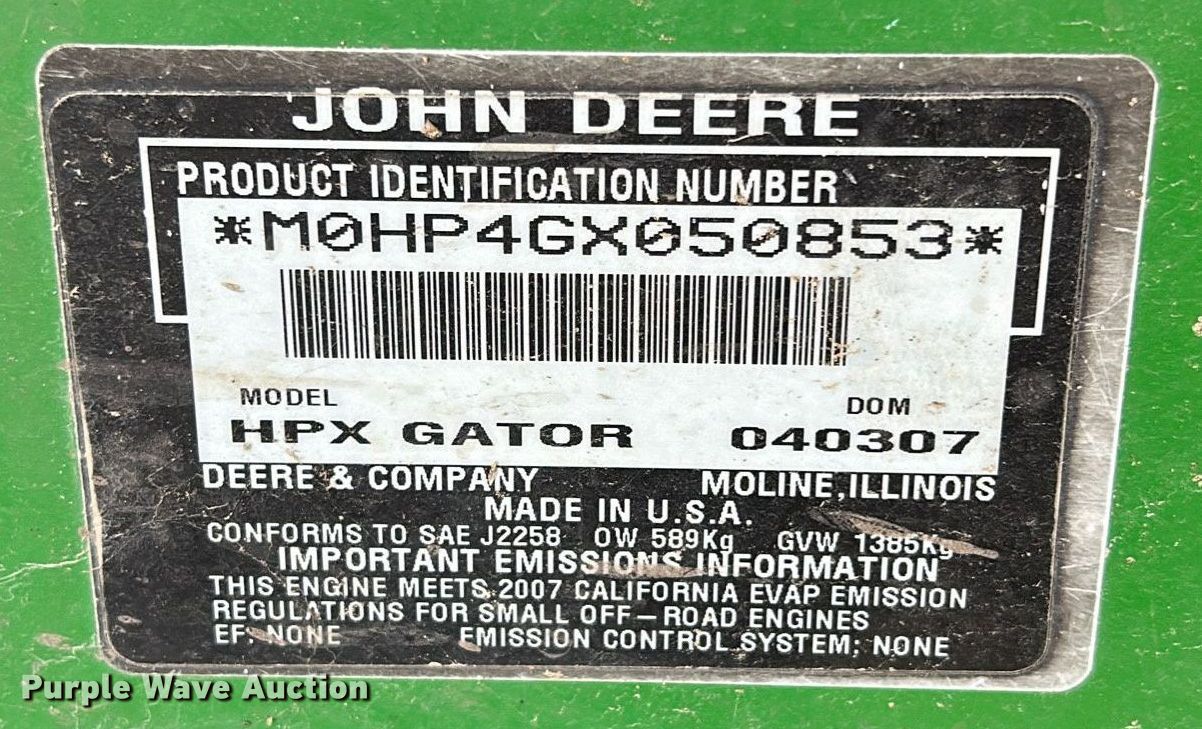 JOHN DEERE
PRODUCT IDENTIFICATION NUMBER
*M0HP4GX050853*
MODEL DOM
HPX GATOR 040307
DEERE & COMPANY MOLINE, ILLINOIS
MADE IN U.S.A.
CONFORMS TO SAE J2258 OW 589Kg GVW 1385Kg
IMPORTANT EMISSIONS INFORMATION
THIS ENGINE MEETS 2007 CALIFORNIA EVAP EMISSION
REGULATIONS FOR SMALL OFF-ROAD ENGINES
EF: NONE EMISSION CONTROL SYSTEM; NONE
Purple Wave Auction